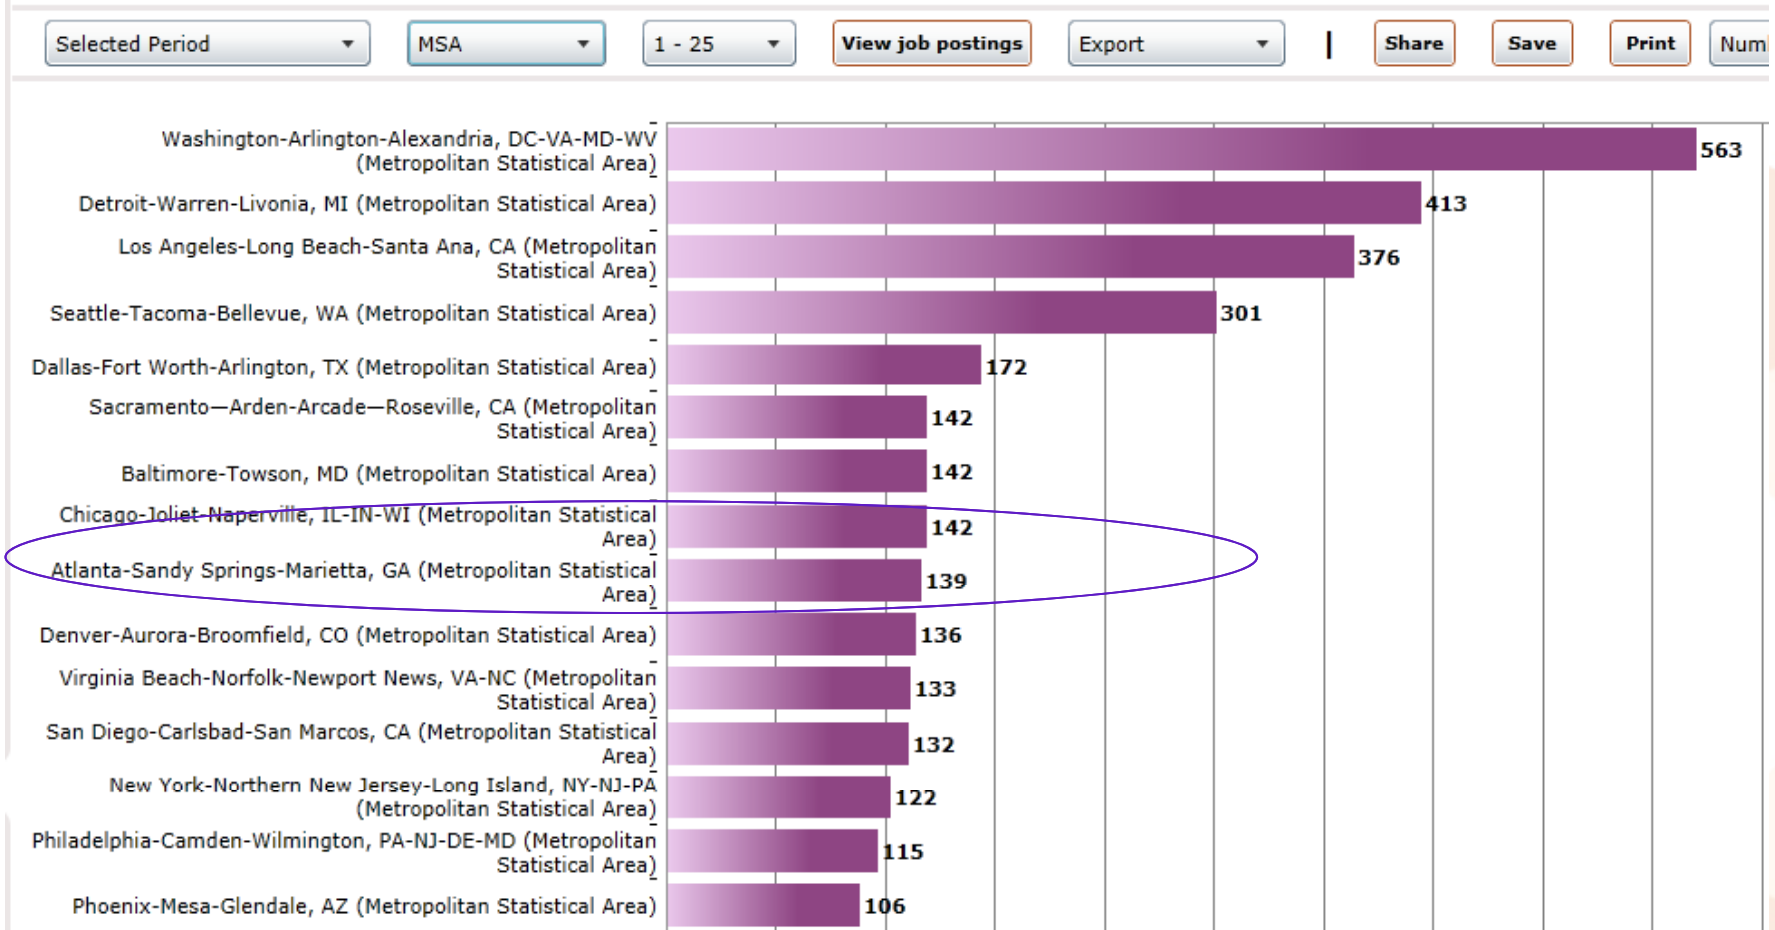 Selected Period MSA 1 - 25 View job postings Export | Share Save Print Num
Washington-Arlington-Alexandria, DC-VA-MD-WV
(Metropolitan Statistical Area)
563
Detroit-Warren-Livonia, MI (Metropolitan Statistical Area)
413
Los Angeles-Long Beach-Santa Ana, CA (Metropolitan
Statistical Area)
376
Seattle-Tacoma-Bellevue, WA (Metropolitan Statistical Area)
301
Dallas-Fort Worth-Arlington, TX (Metropolitan Statistical Area)
172
Sacramento—Arden-Arcade—Roseville, CA (Metropolitan
Statistical Area)
142
Baltimore-Towson, MD (Metropolitan Statistical Area)
142
Chicago-Joliet-Naperville, IL-IN-WI (Metropolitan Statistical
Area)
142
Atlanta-Sandy Springs-Marietta, GA (Metropolitan Statistical
Area)
139
Denver-Aurora-Broomfield, CO (Metropolitan Statistical Area)
136
Virginia Beach-Norfolk-Newport News, VA-NC (Metropolitan
Statistical Area)
133
San Diego-Carlsbad-San Marcos, CA (Metropolitan Statistical
Area)
132
New York-Northern New Jersey-Long Island, NY-NJ-PA
(Metropolitan Statistical Area)
122
Philadelphia-Camden-Wilmington, PA-NJ-DE-MD (Metropolitan
Statistical Area)
115
Phoenix-Mesa-Glendale, AZ (Metropolitan Statistical Area)
106